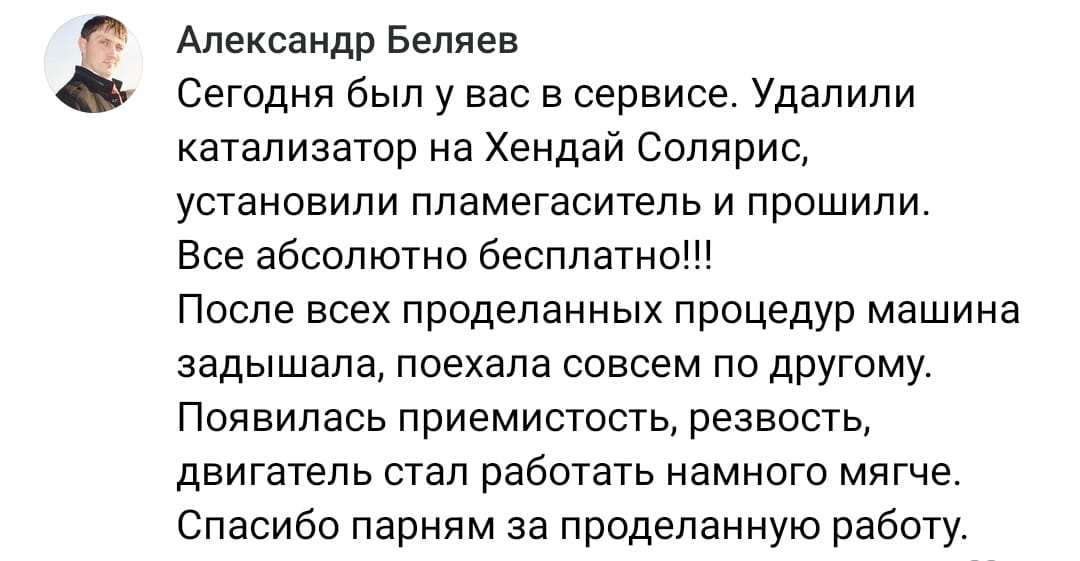 Александр Беляев
Сегодня был у вас в сервисе. Удалили
катализатор на Хендай Солярис,
установили пламегаситель и прошили.
Все абсолютно бесплатно!!!
После всех проделанных процедур машина
задышала, поехала совсем по другому.
Появилась приемистость, резвость,
двигатель стал работать намного мягче.
Спасибо парням за проделанную работу.